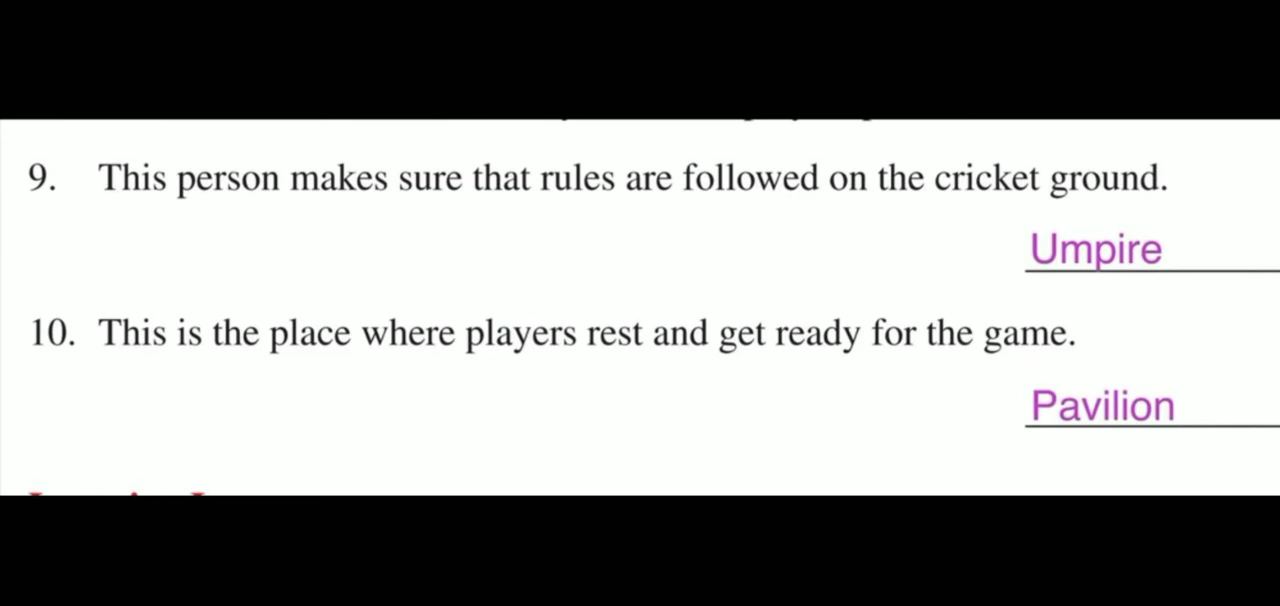 9. This person makes sure that rules are followed on the cricket ground.
Umpire
10. This is the place where players rest and get ready for the game.
Pavilion